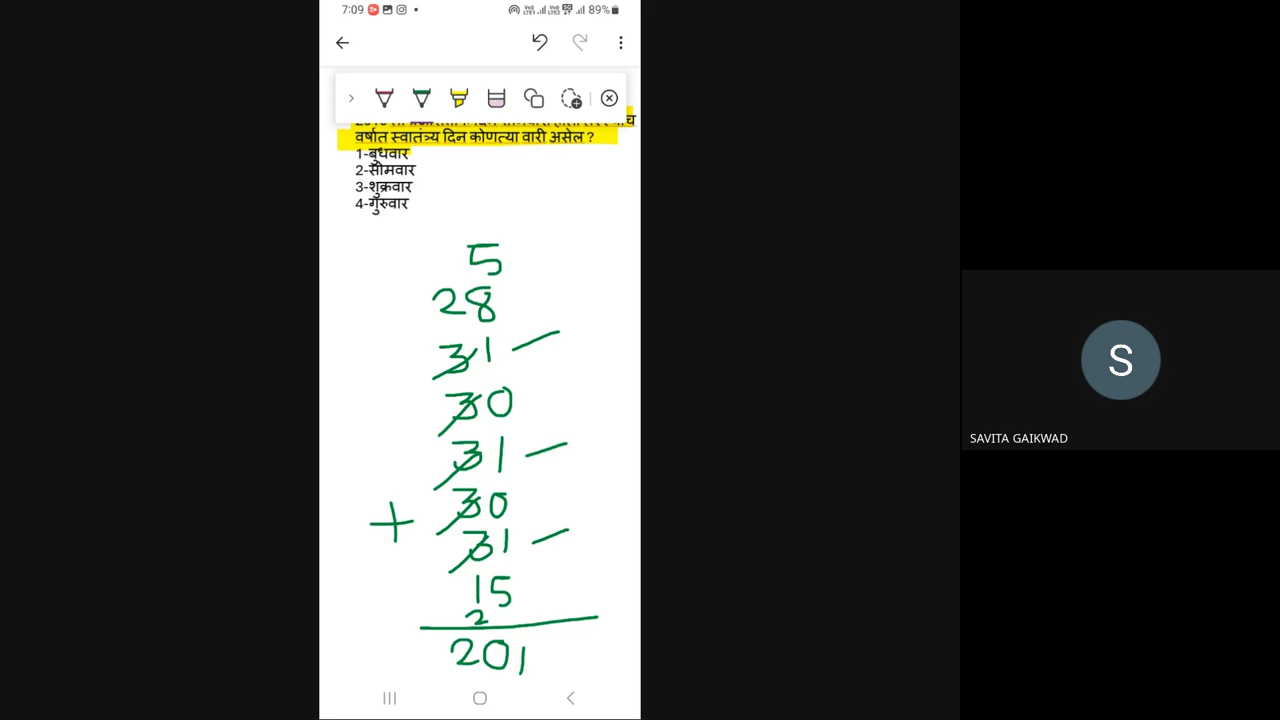 7:09 89%
वर्षात स्वातंत्र्य दिन कोणत्या वारी असेल ?
1-बुधवार
2-सोमवार
3-शुक्रवार
4-गुरुवार
5
28
31
30
31
30
+ 31
15
2
201
S
SAVITA GAIKWAD